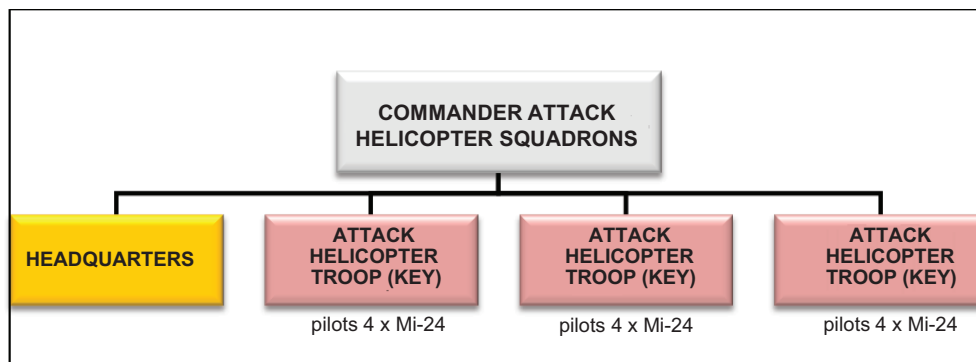 COMMANDER ATTACK
HELICOPTER SQUADRONS
HEADQUARTERS
ATTACK
HELICOPTER
TROOP (KEY)
pilots 4 x Mi-24
ATTACK
HELICOPTER
TROOP (KEY)
pilots 4 x Mi-24
ATTACK
HELICOPTER
TROOP (KEY)
pilots 4 x Mi-24